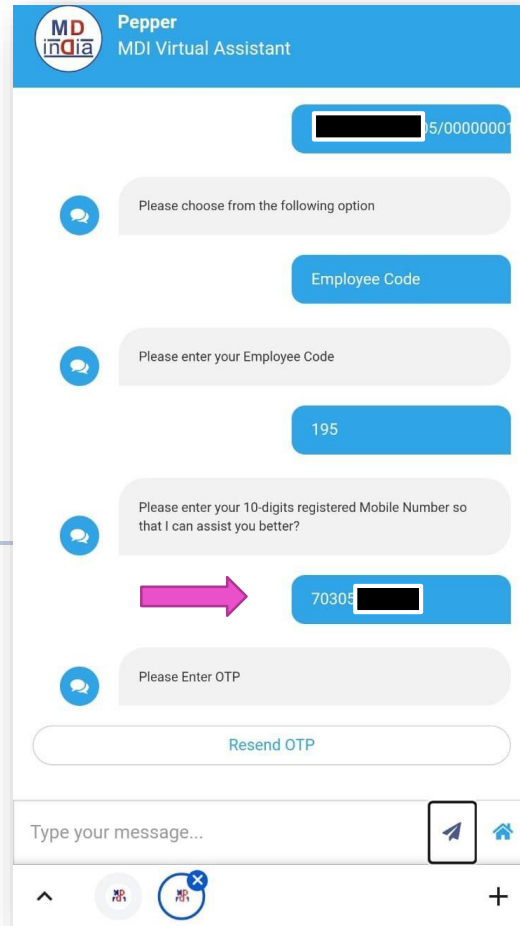 MD
india
Pepper
MDI Virtual Assistant
05/00000001
Please choose from the following option
Employee Code
Please enter your Employee Code
195
Please enter your 10-digits registered Mobile Number so
that I can assist you better?
70305
Please Enter OTP
Resend OTP
Type your message...